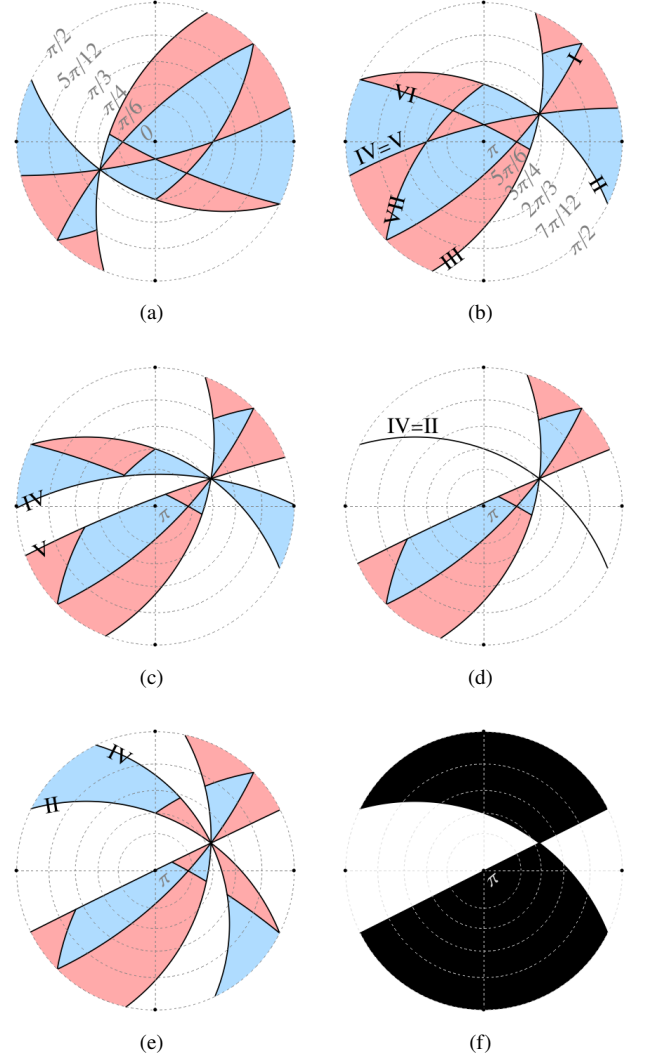 π/2
5π/12
π/3
π/4
π/6
0
(a)
I
VI
IV=V
π
5π/6
3π/4
2π/3
7π/12
π/2
II
VII
III
(b)
IV
V
π
(c)
IV=II
π
(d)
IV
II
π
(e)
π
(f)